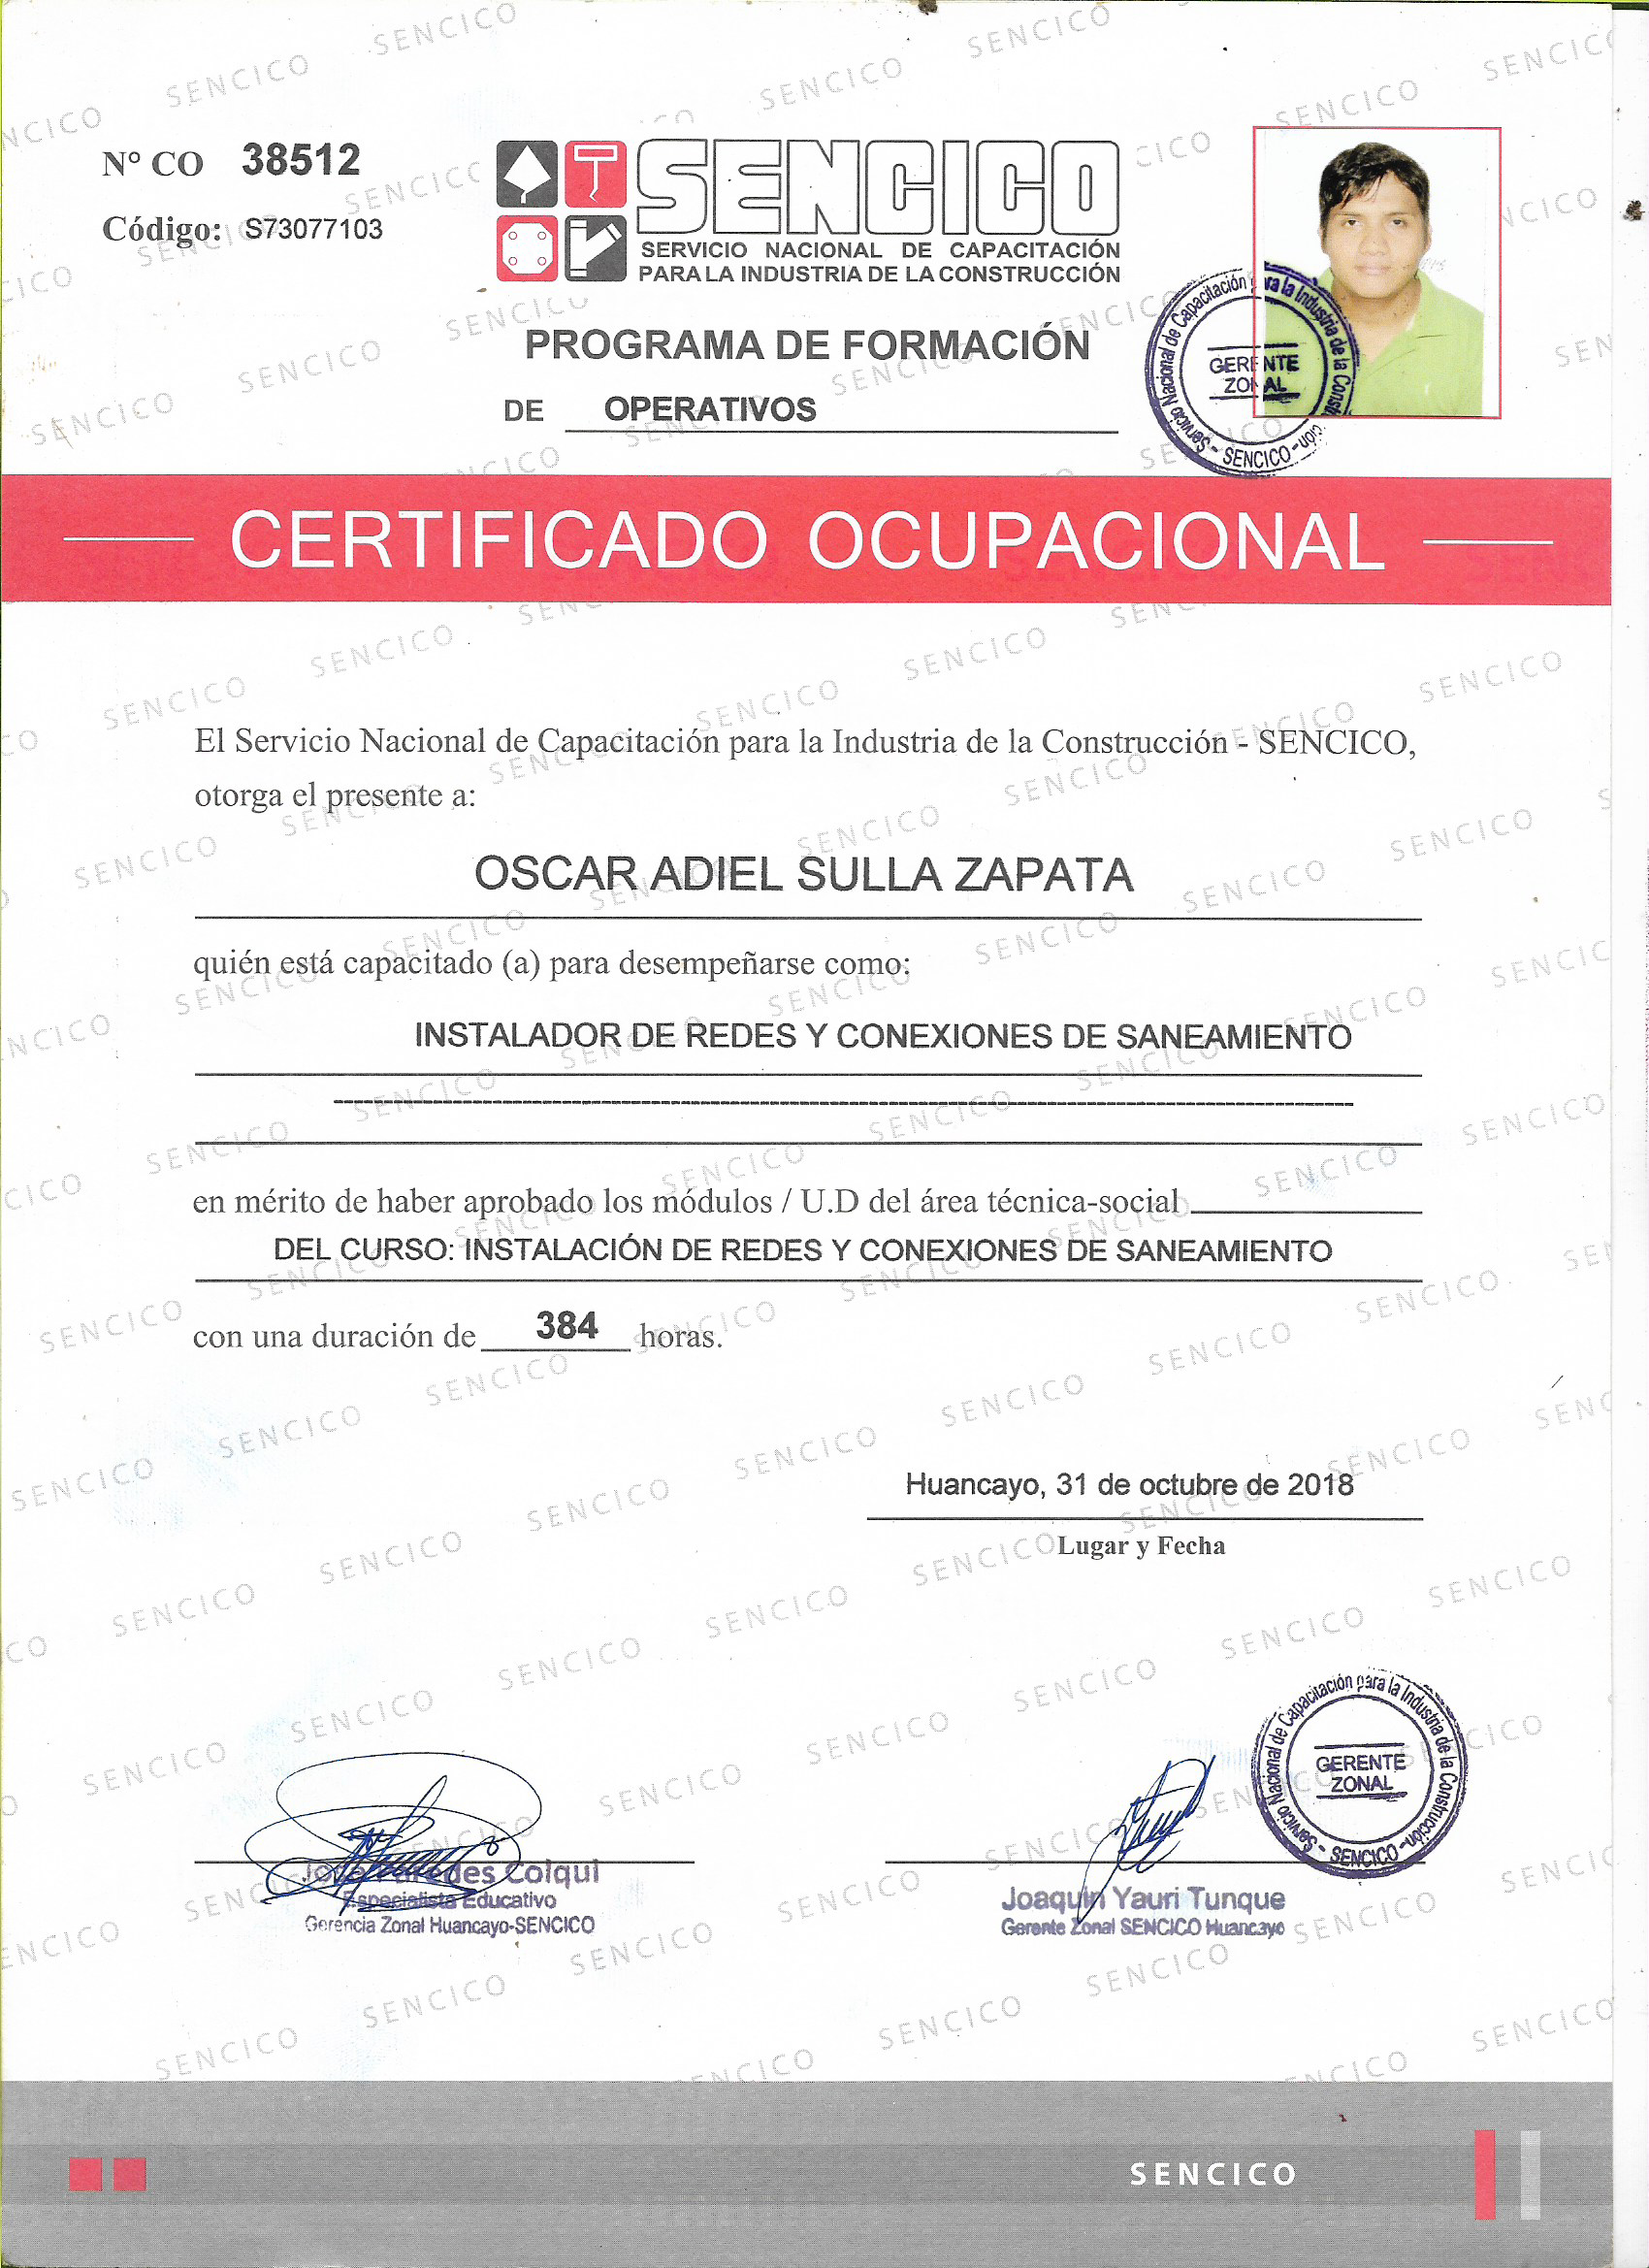 Nº CO 38512
Código: S73077103
SENCICO
SERVICIO NACIONAL DE CAPACITACIÓN
PARA LA INDUSTRIA DE LA CONSTRUCCIÓN
PROGRAMA DE FORMACIÓN
DE OPERATIVOS
Servicio Nacional de Capacitación para la Industria de la Construcción - SENCICO -
GERENTE
ZONAL
CERTIFICADO OCUPACIONAL
El Servicio Nacional de Capacitación para la Industria de la Construcción - SENCICO,
otorga el presente a:
OSCAR ADIEL SULLA ZAPATA
quién está capacitado (a) para desempeñarse como:
INSTALADOR DE REDES Y CONEXIONES DE SANEAMIENTO
en mérito de haber aprobado los módulos / U.D del área técnica-social
DEL CURSO: INSTALACIÓN DE REDES Y CONEXIONES DE SANEAMIENTO
con una duración de 384 horas.
Huancayo, 31 de octubre de 2018
Lugar y Fecha
Servicio Nacional de Capacitación para la Industria de la Construcción - SENCICO -
GERENTE
ZONAL
Colqui
Especialista Educativo
Gerencia Zonal Huancayo-SENCICO
Joaquín Yauri Tunque
Gerente Zonal SENCICO Huancayo
SENCICO